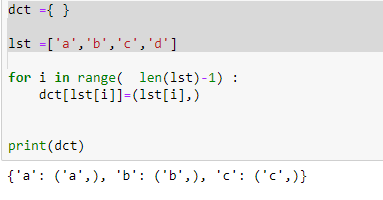 dct ={ }
lst =['a','b','c','d']
for i in range(  len(lst)-1) :
    dct[lst[i]]=(lst[i],)
print(dct)
{'a': ('a',), 'b': ('b',), 'c': ('c',)}